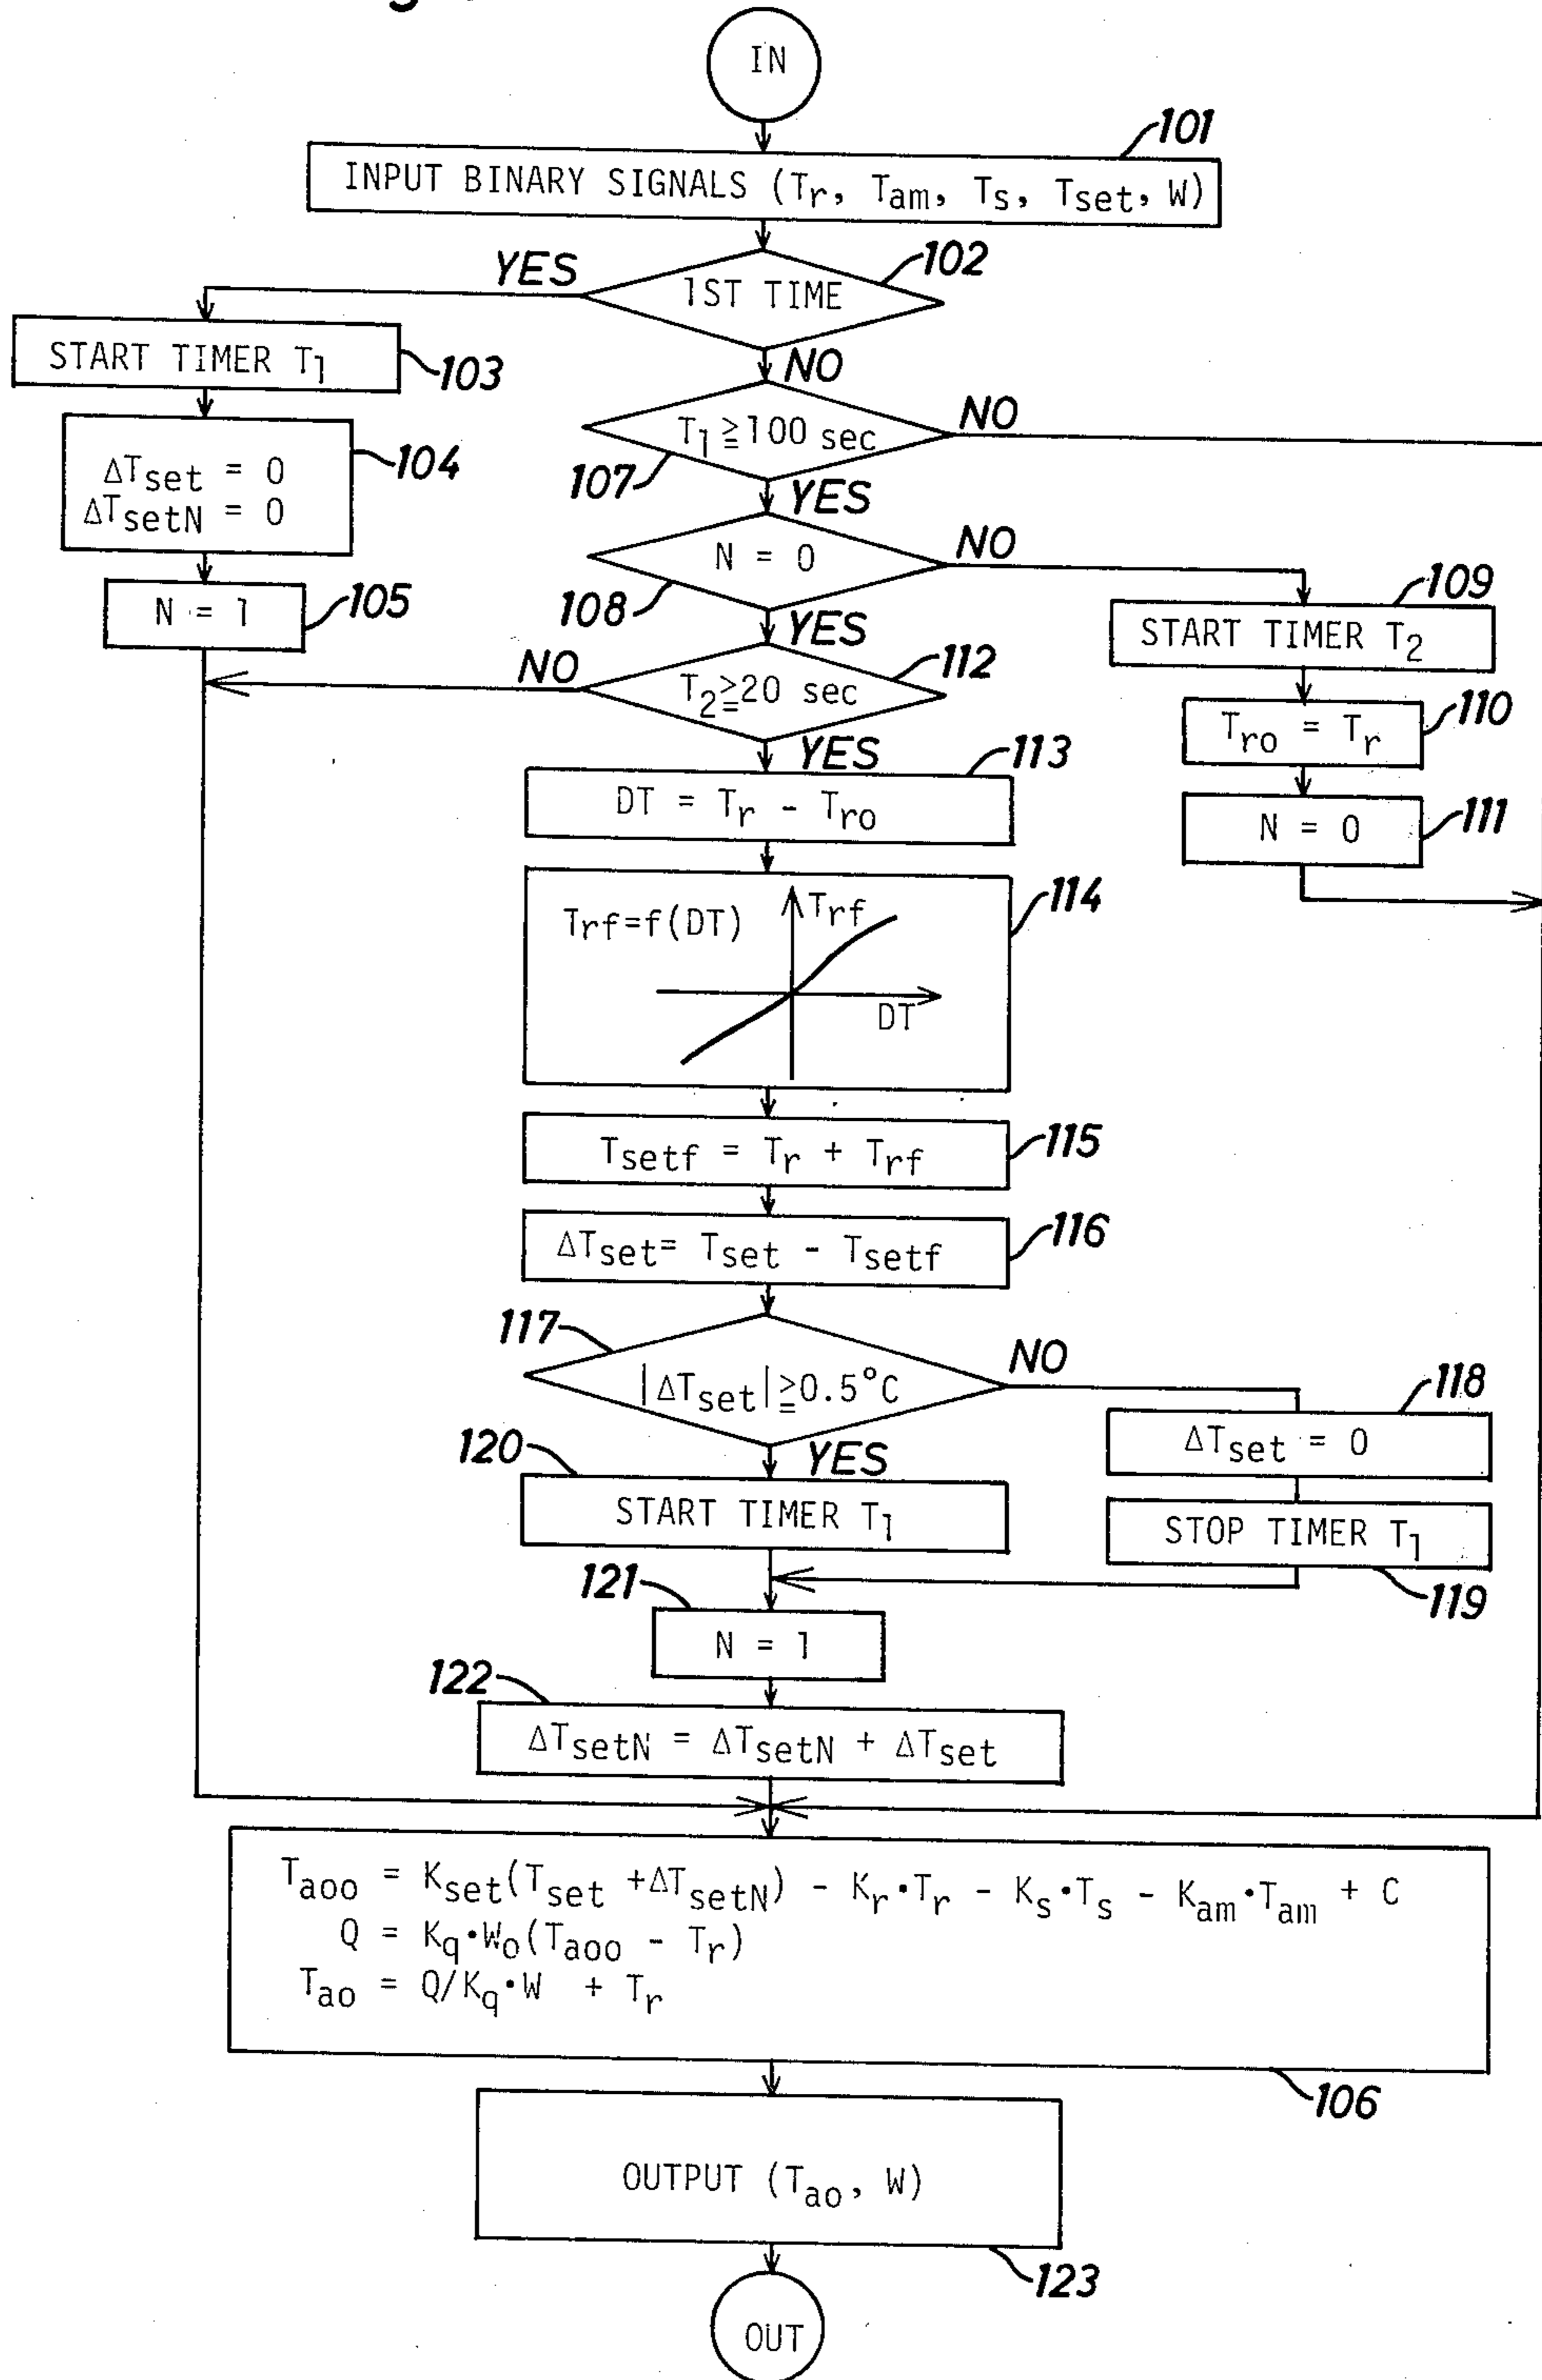 IN
101
INPUT BINARY SIGNALS (Tr, Tam, Ts, Tset, W)
102
YES
1ST TIME
START TIMER T1
103
NO
T1≧100 sec
NO
107
ΔTset = 0
ΔTsetN = 0
104
YES
N = 0
NO
108
N = 1
105
109
START TIMER T2
YES
NO
T2≧20 sec
112
Tro = Tr
110
YES
113
DT = Tr - Tro
N = 0
111
114
Trf=f(DT)
Trf
DT
Tsetf = Tr + Trf
115
ΔTset= Tset - Tsetf
116
117
|ΔTset|≧0.5°C
NO
118
ΔTset = 0
120
YES
START TIMER T1
STOP TIMER T1
119
121
N = 1
122
ΔTsetN = ΔTsetN + ΔTset
Taoo = Kset(Tset +ΔTsetN) - Kr·Tr - Ks·Ts - Kam·Tam + C
Q = Kq·Wo(Taoo - Tr)
Tao = Q/Kq·W + Tr
106
OUTPUT (Tao, W)
123
OUT